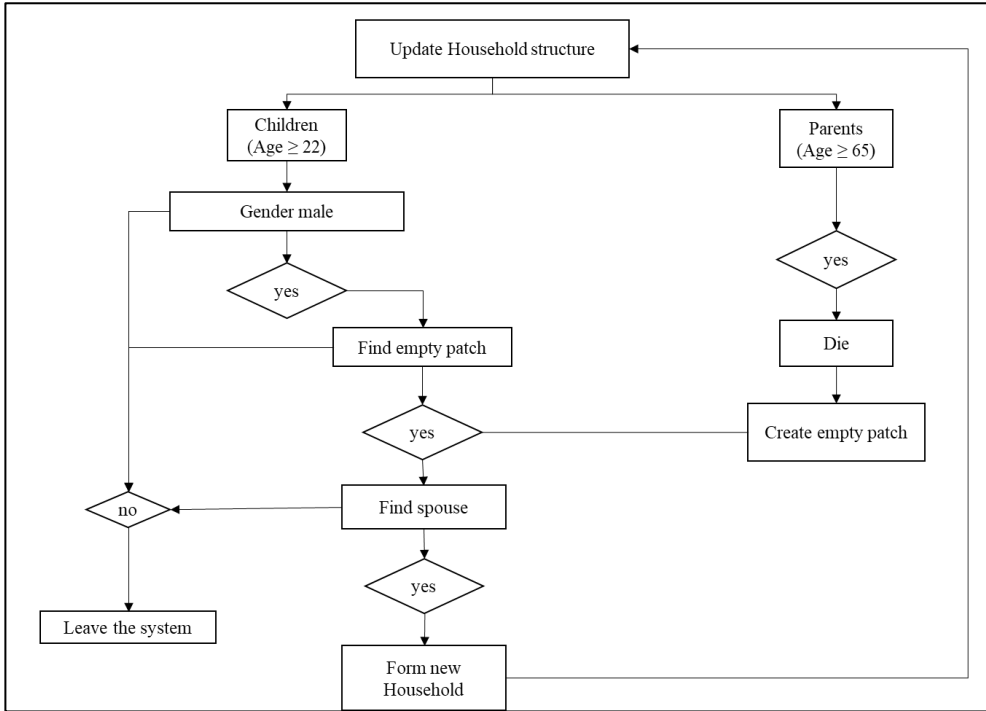 Update Household structure
Children
(Age ≥ 22)
Parents
(Age ≥ 65)
Gender male
yes
yes
Find empty patch
Die
yes
Create empty patch
no
Find spouse
yes
Leave the system
Form new
Household